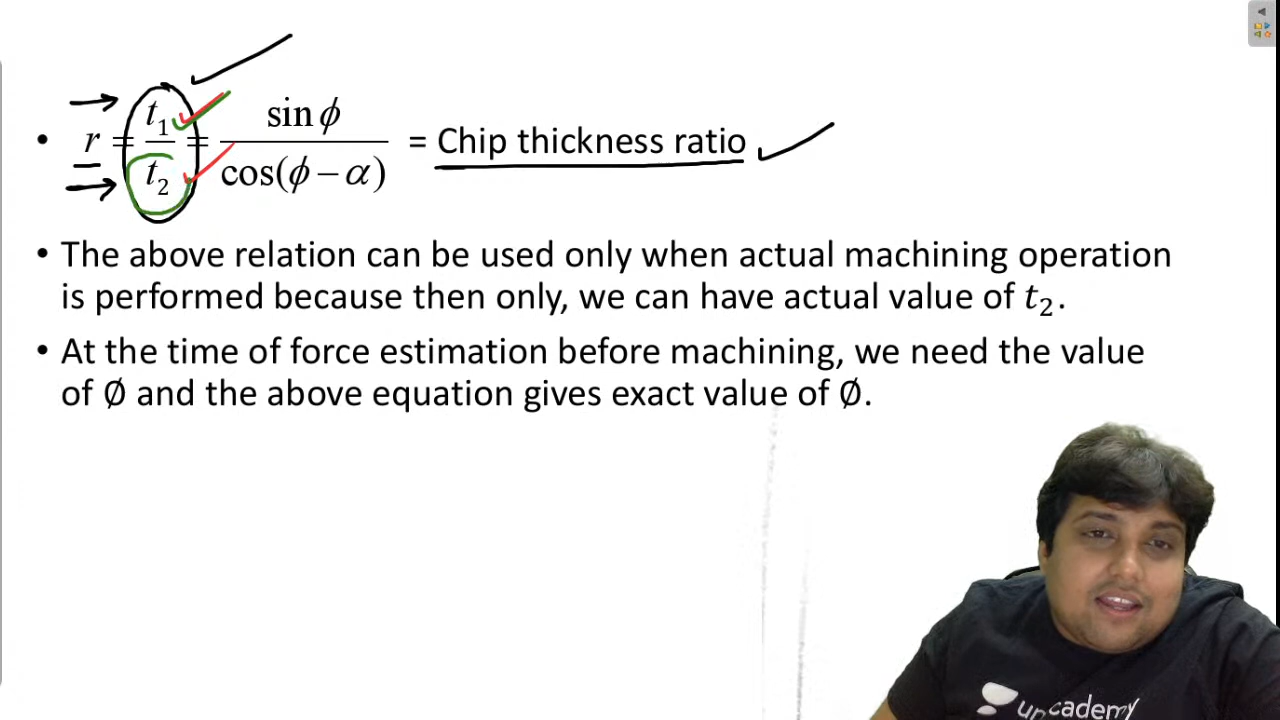 • r = t₁/t₂ = sin ϕ/cos(ϕ − α) = Chip thickness ratio
• The above relation can be used only when actual machining operation
is performed because then only, we can have actual value of t₂.
• At the time of force estimation before machining, we need the value
of Ø and the above equation gives exact value of Ø.
unacademy